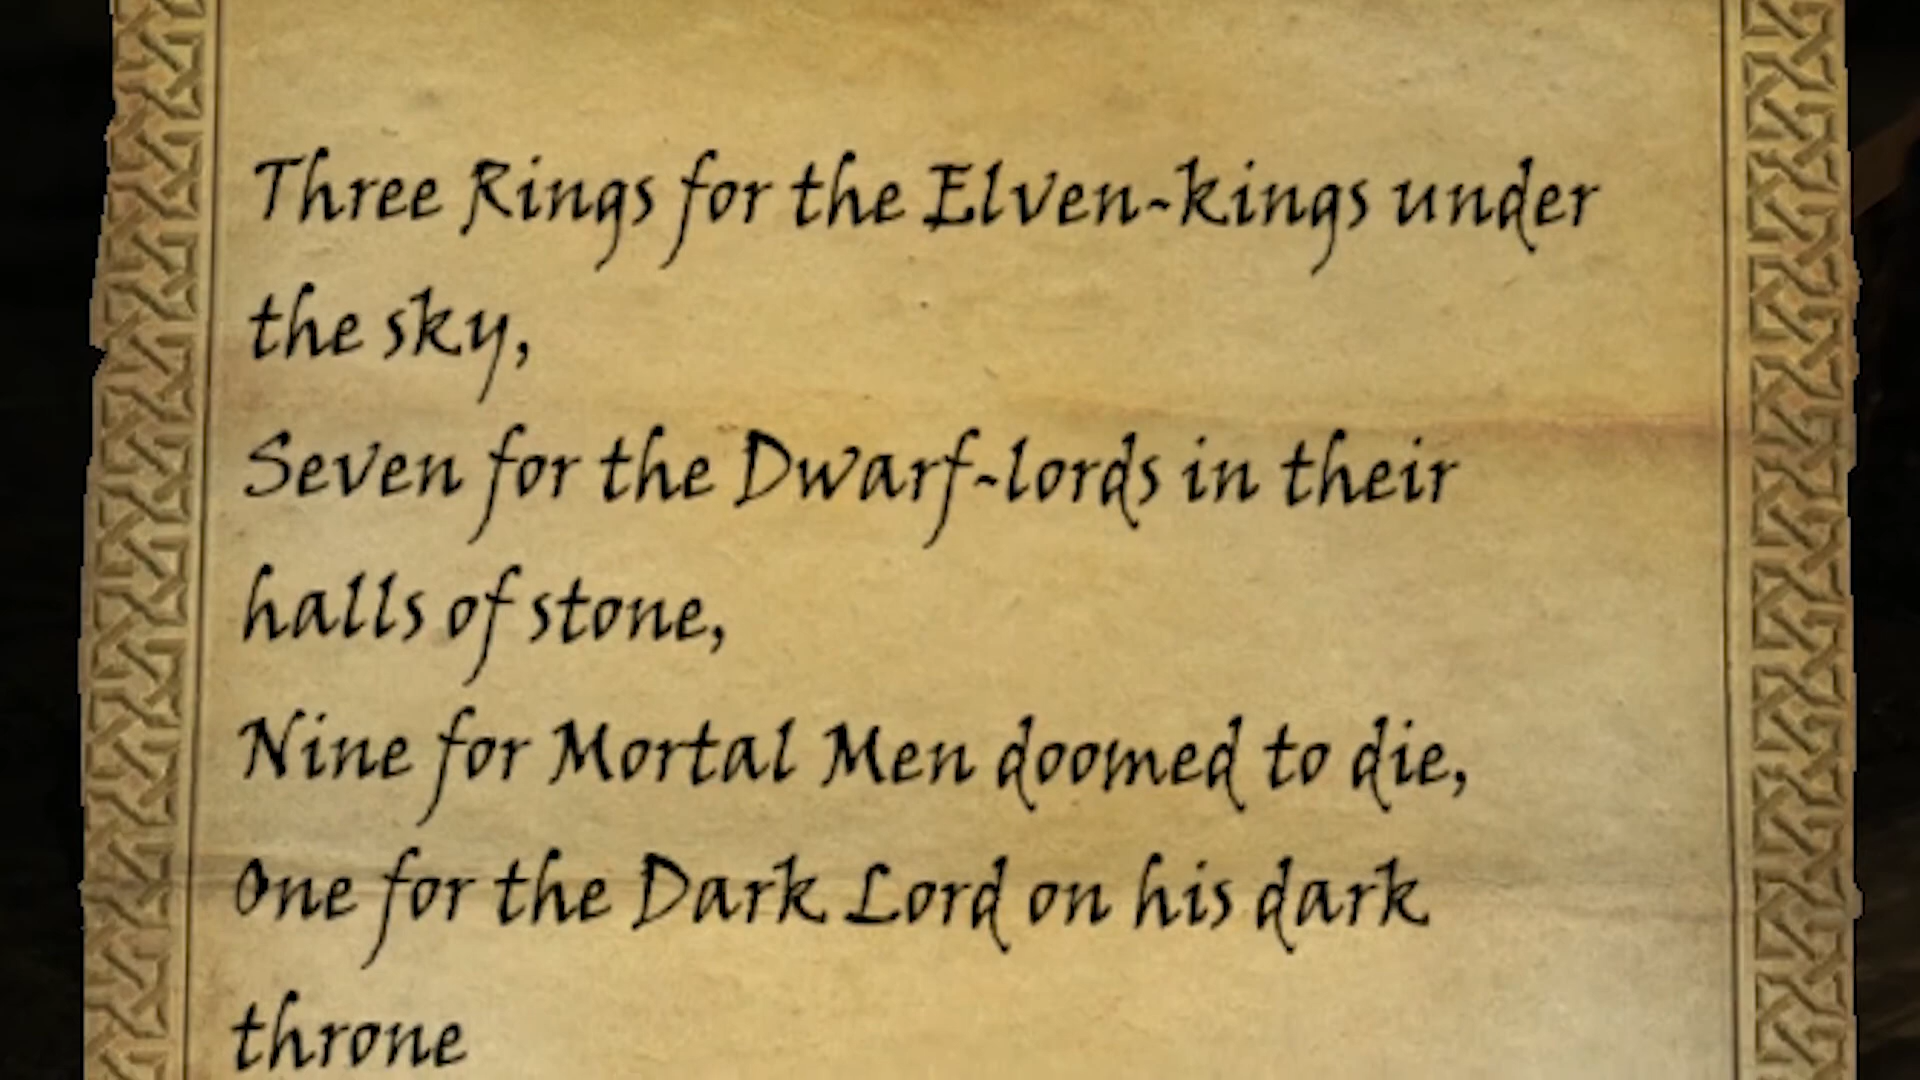 Three Rings for the Elven-kings under
the sky,
Seven for the Dwarf-lords in their
halls of stone,
Nine for Mortal Men doomed to die,
One for the Dark Lord on his dark
throne